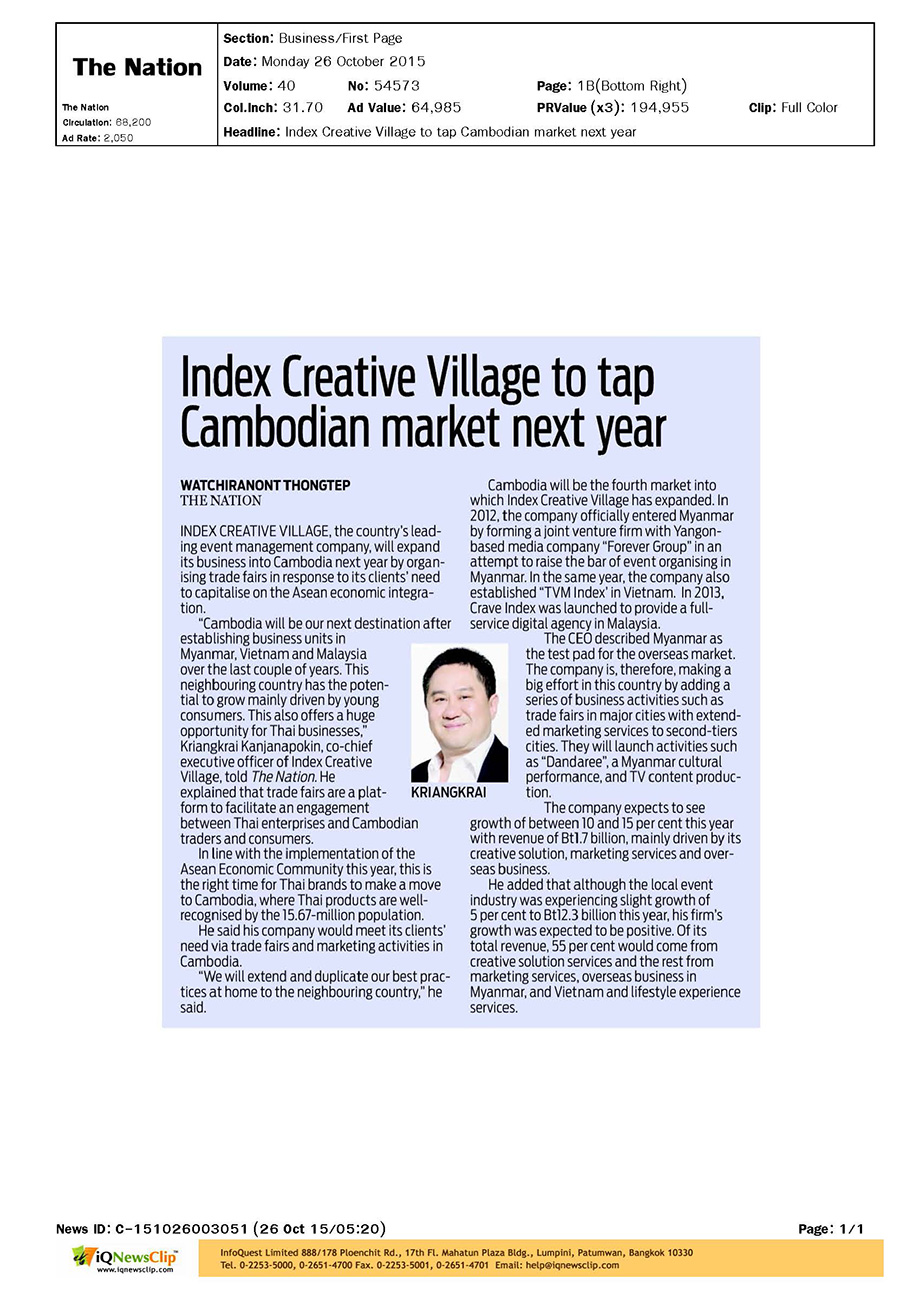 The Nation
The Nation
Circulation: 68,200
Ad Rate: 2,050
Section: Business/First Page
Date: Monday 26 October 2015
Volume: 40 No: 54573 Page: 1B(Bottom Right)
Col.Inch: 31.70 Ad Value: 64,985 PRValue (x3): 194,955 Clip: Full Color
Headline: Index Creative Village to tap Cambodian market next year
Index Creative Village to tap
Cambodian market next year
WATCHIRANONT THONGTEP
THE NATION
INDEX CREATIVE VILLAGE, the country's lead-
ing event management company, will expand
its business into Cambodia next year by organ-
ising trade fairs in response to its clients' need
to capitalise on the Asean economic integra-
tion.
"Cambodia will be our next destination after
establishing business units in
Myanmar, Vietnam and Malaysia
over the last couple of years. This
neighbouring country has the poten-
tial to grow mainly driven by young
consumers. This also offers a huge
opportunity for Thai businesses,"
Kriangkrai Kanjanapokin, co-chief
executive officer of Index Creative
Village, told The Nation. He
explained that trade fairs are a plat-
form to facilitate an engagement
between Thai enterprises and Cambodian
traders and consumers.
In line with the implementation of the
Asean Economic Community this year, this is
the right time for Thai brands to make a move
to Cambodia, where Thai products are well-
recognised by the 15.67-million population.
He said his company would meet its clients'
need via trade fairs and marketing activities in
Cambodia.
"We will extend and duplicate our best prac-
tices at home to the neighbouring country," he
said.
KRIANGKRAI
Cambodia will be the fourth market into
which Index Creative Village has expanded. In
2012, the company officially entered Myanmar
by forming a joint venture firm with Yangon-
based media company "Forever Group" in an
attempt to raise the bar of event organising in
Myanmar. In the same year, the company also
established "TVM Index' in Vietnam. In 2013,
Crave Index was launched to provide a full-
service digital agency in Malaysia.
The CEO described Myanmar as
the test pad for the overseas market.
The company is, therefore, making a
big effort in this country by adding a
series of business activities such as
trade fairs in major cities with extend-
ed marketing services to second-tiers
cities. They will launch activities such
as "Dandaree", a Myanmar cultural
performance, and TV content produc-
tion.
The company expects to see
growth of between 10 and 15 per cent this year
with revenue of Bt1.7 billion, mainly driven by its
creative solution, marketing services and over-
seas business.
He added that although the local event
industry was experiencing slight growth of
5 per cent to Bt12.3 billion this year, his firm's
growth was expected to be positive. Of its
total revenue, 55 per cent would come from
creative solution services and the rest from
marketing services, overseas business in
Myanmar, and Vietnam and lifestyle experience
services.
News ID: C-151026003051 (26 Oct 15/05:20) Page: 1/1
iQNewsClip™
www.iqnewsclip.com
InfoQuest Limited 888/178 Ploenchit Rd., 17th Fl. Mahatun Plaza Bldg., Lumpini, Patumwan, Bangkok 10330
Tel. 0-2253-5000, 0-2651-4700 Fax. 0-2253-5001, 0-2651-4701 Email: help@iqnewsclip.com